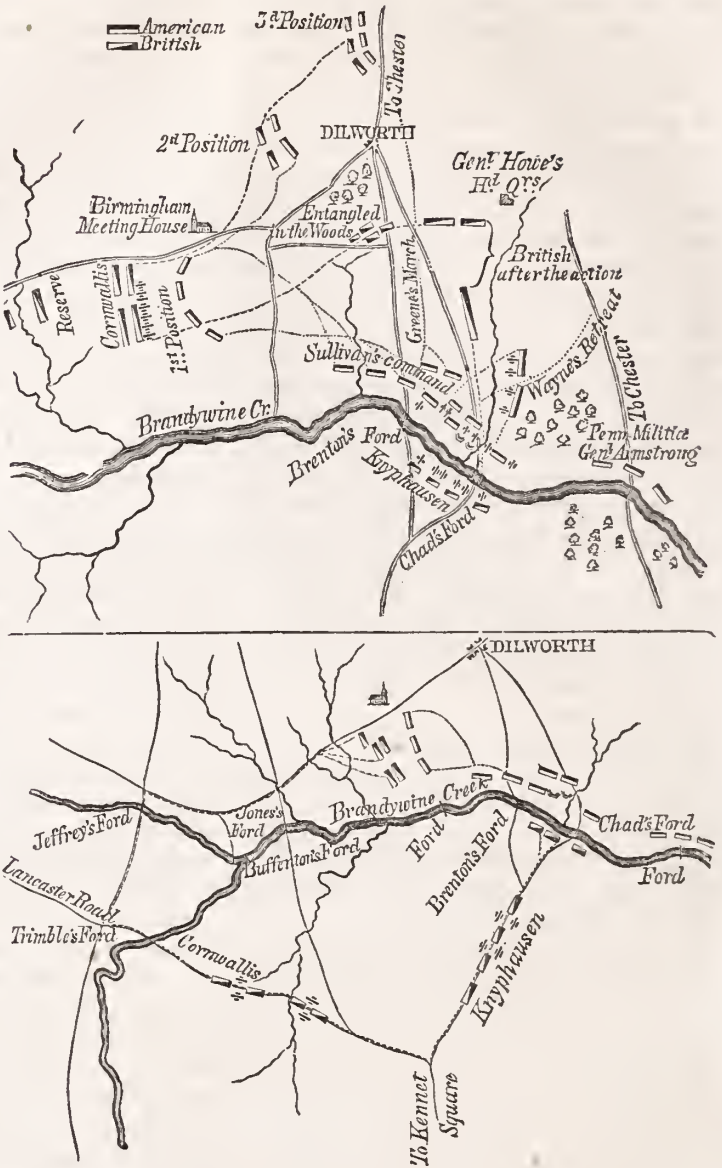 American
British
3d Position
To Chester
2d Position
DILWORTH
Genl Howe's
Hd Qrs
Birmingham
Meeting House
Entangled
in the Woods
British
after the action
Reserve
Cornwallis
1st Position
Greene's March
Sullivan's command
Wayne's Retreat
To Chester
Brandywine Cr.
Brenton's Ford
Knyphausen
Penn Militia
Genl Armstrong
Chad's Ford
DILWORTH
Jeffrey's Ford
Jones's
Ford
Brandywine Creek
Buffenton's Ford
Ford
Brenton's Ford
Chad's Ford
Ford
Lancaster Road
Trimble's Ford
Cornwallis
Knyphausen
To Kennet
Square